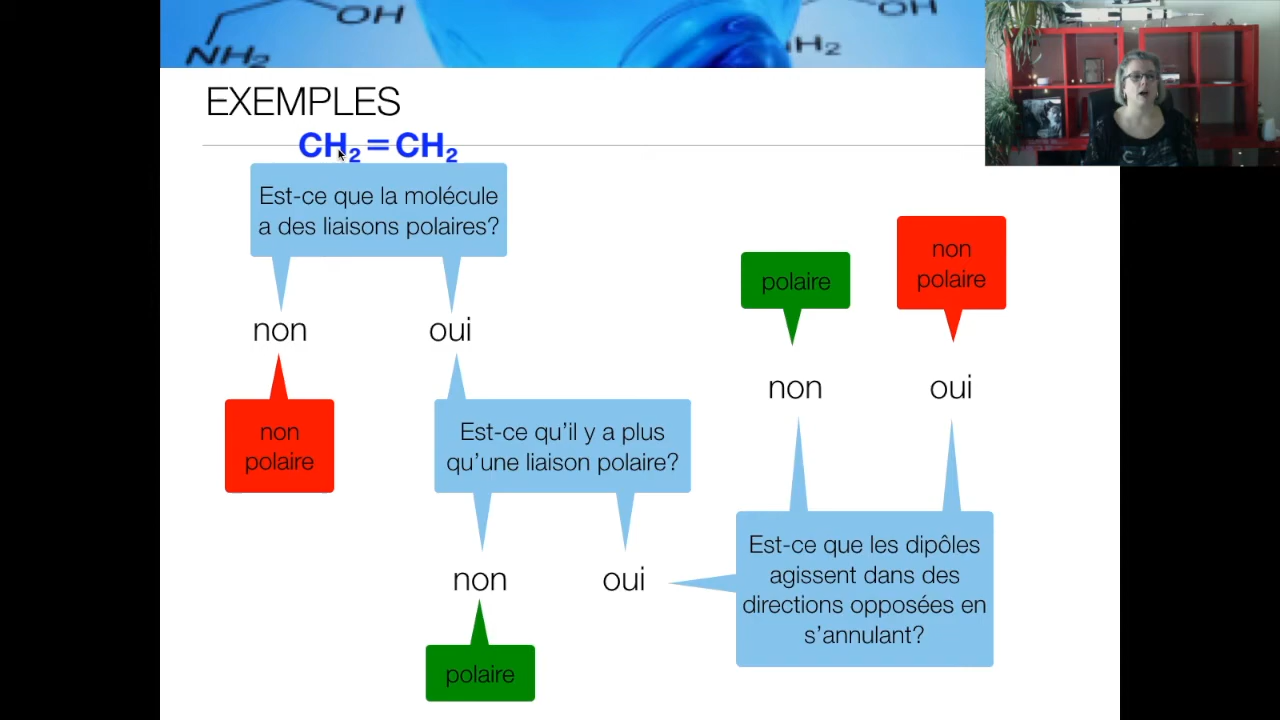 OH
NH₂
OH
H₂
EXEMPLES
CH₂=CH₂
Est-ce que la molécule
a des liaisons polaires?
non
oui
non
polaire
Est-ce qu'il y a plus
qu'une liaison polaire?
non
oui
polaire
polaire
non
polaire
non
oui
Est-ce que les dipôles
agissent dans des
directions opposées en
s'annulant?